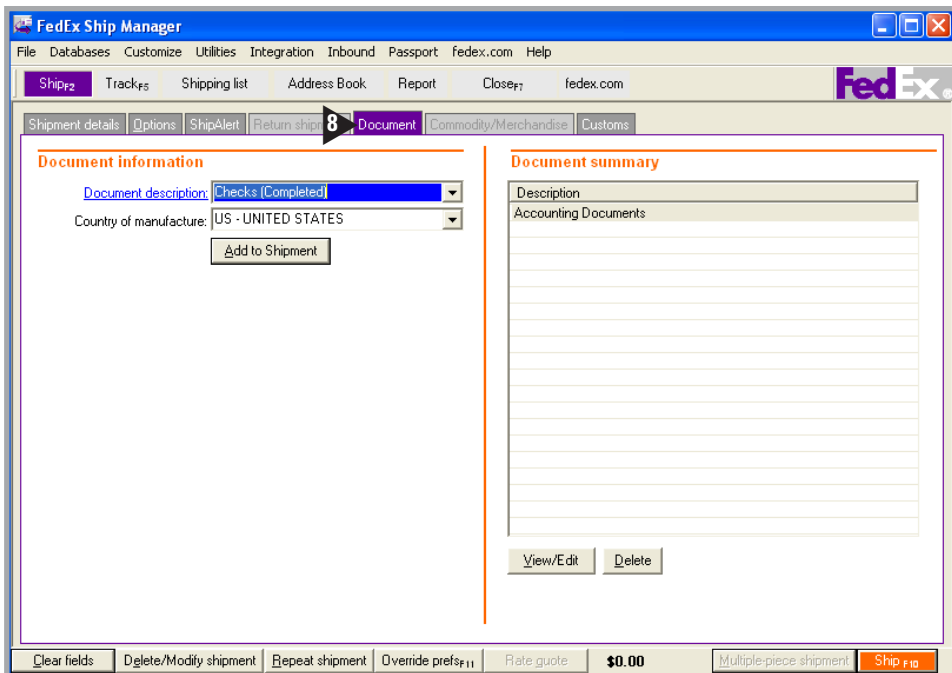 FedEx Ship Manager
File Databases Customize Utilities Integration Inbound Passport fedex.com Help
ShipF2 TrackF5 Shipping list Address Book Report CloseF7 fedex.com FedEx®
Shipment details Options ShipAlert Return shipm 8 Document Commodity/Merchandise Customs
Document information
Document description: Checks (Completed)
Country of manufacture: US - UNITED STATES
Add to Shipment
Document summary
Description
Accounting Documents
View/Edit Delete
Clear fields Delete/Modify shipment Repeat shipment Override prefsF11 Rate quote $0.00 Multiple-piece shipment Ship F10